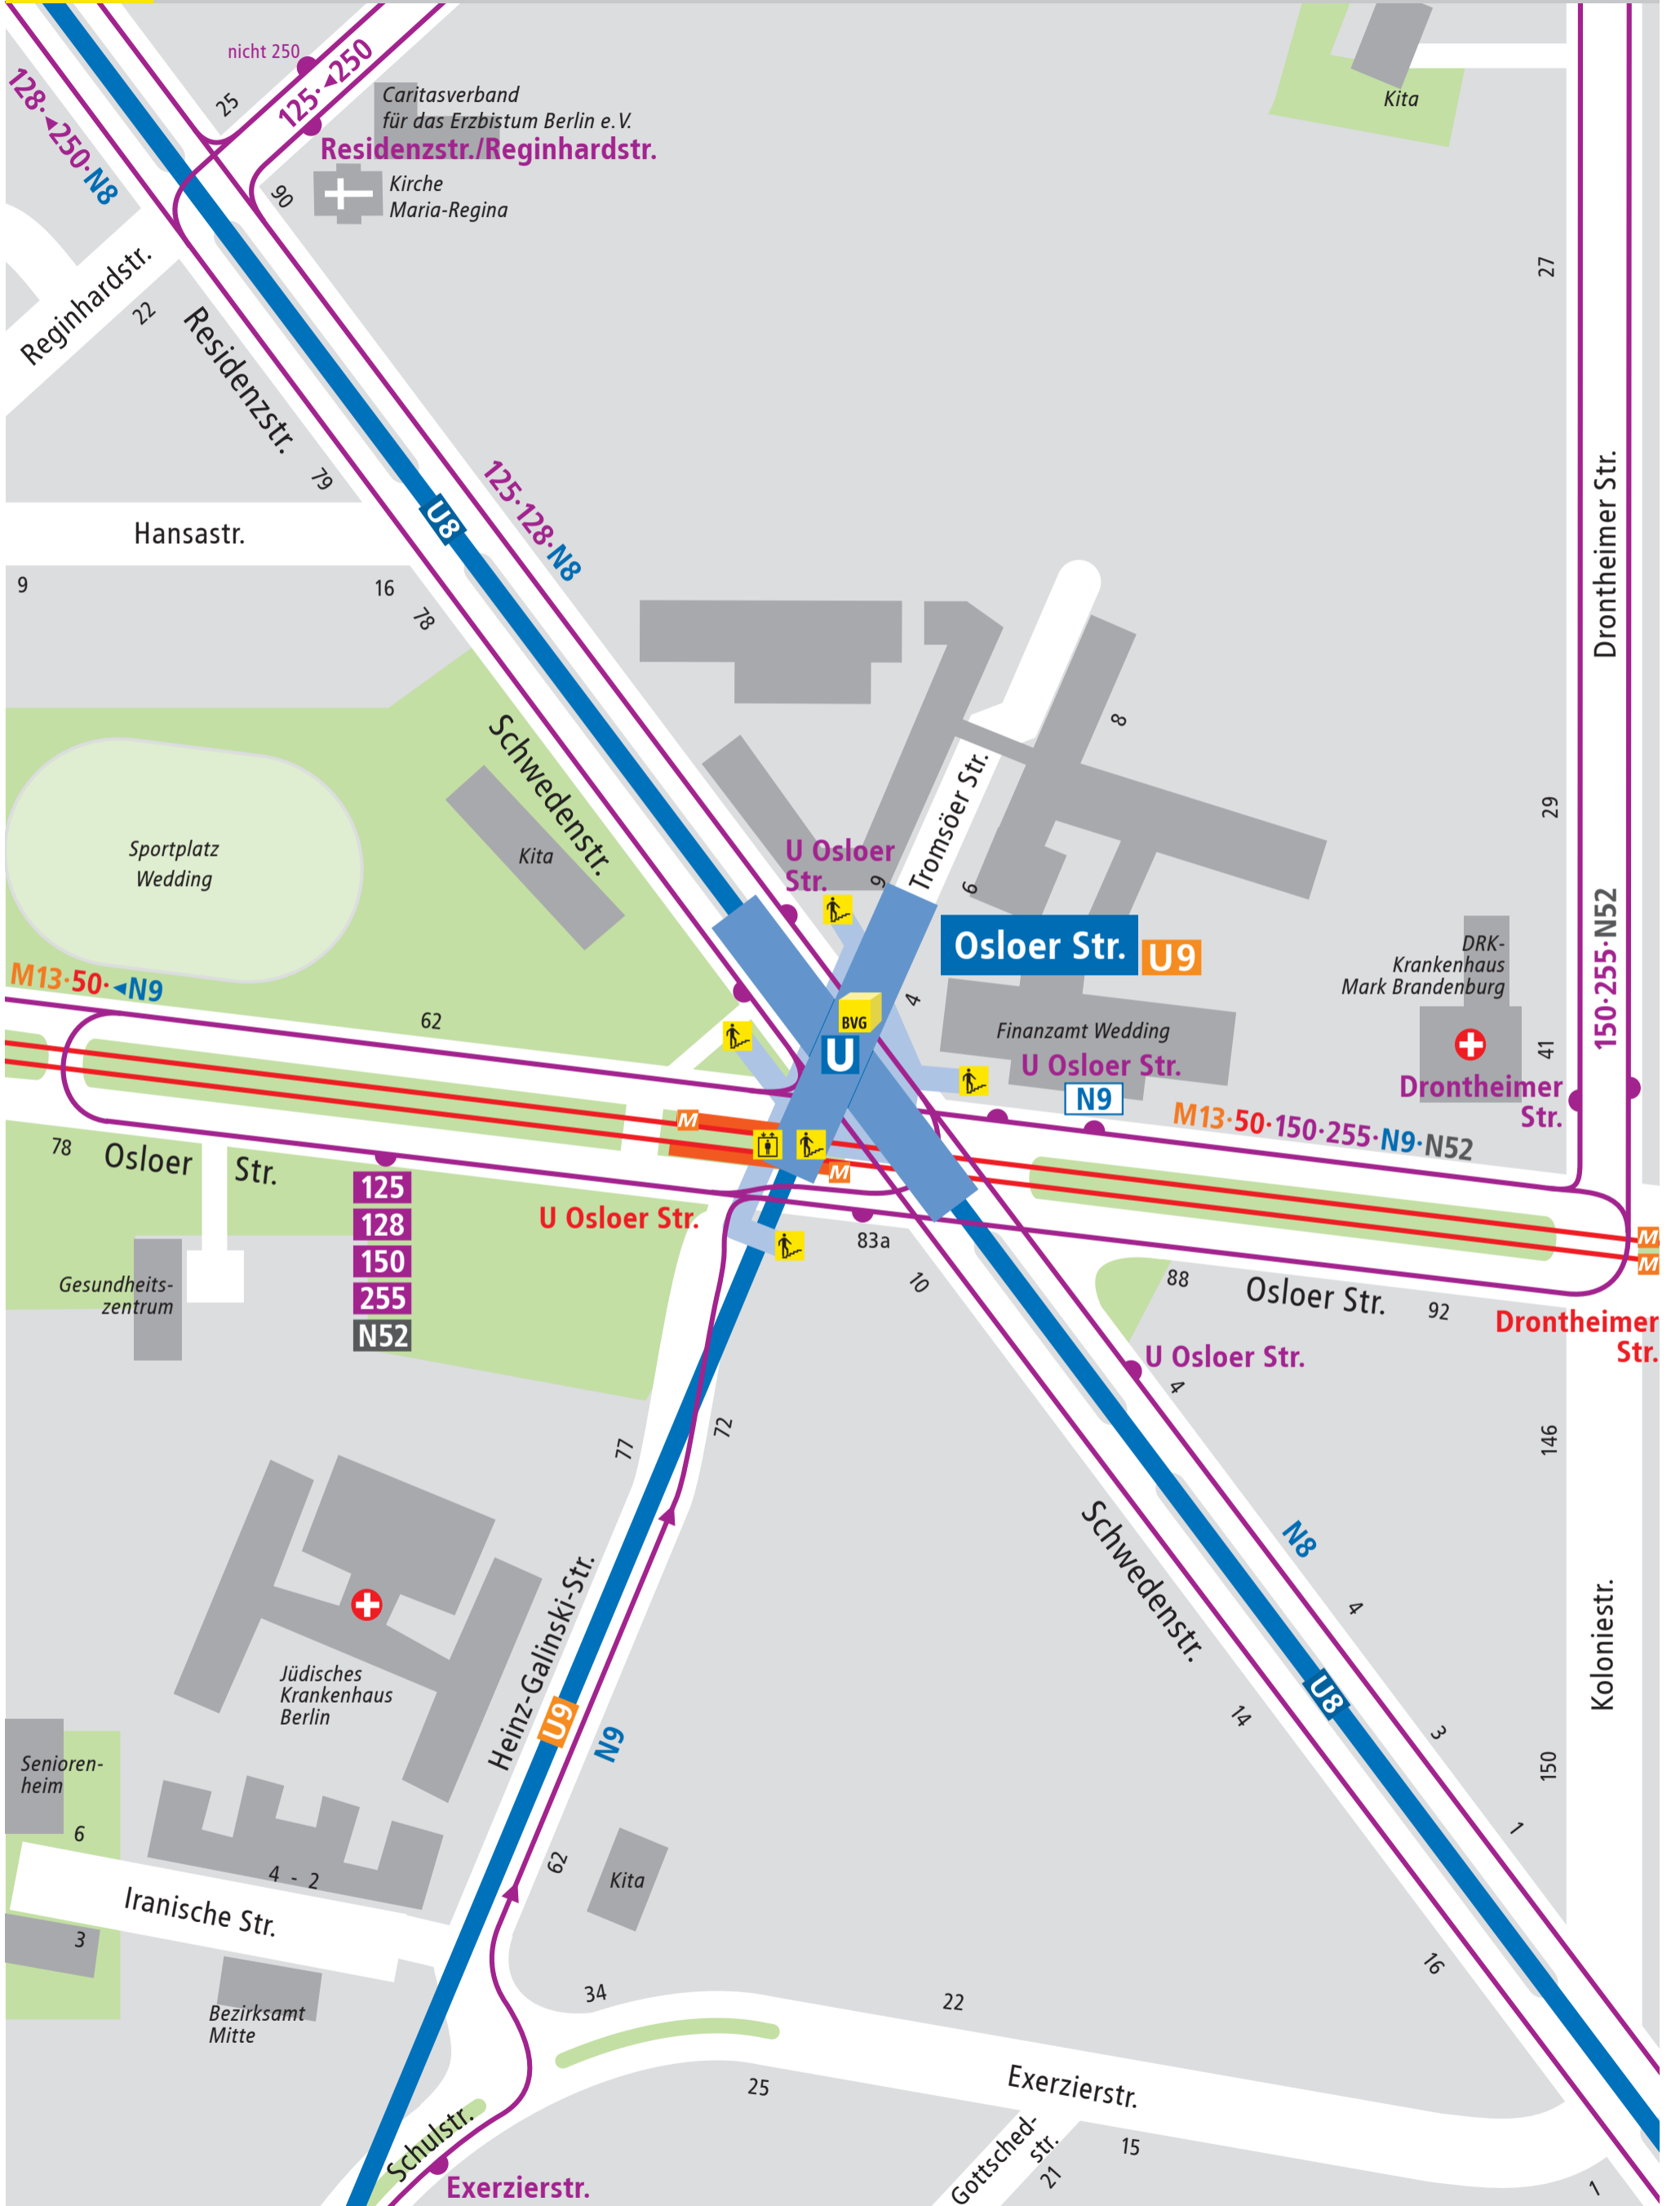 nicht 250
125·◄250
128·◄250·N8
25
Caritasverband
für das Erzbistum Berlin e.V.
Residenzstr./Reginhardstr.
Kirche
Maria-Regina
90
Kita
Reginhardstr.
22
Residenzstr.
27
79
U8
125·128·N8
Hansastr.
9
16
78
Drontheimer Str.
Schwedenstr.
Kita
Sportplatz
Wedding
8
Tromsöer Str.
29
U Osloer
Str.
9
6
Osloer Str. U9
4
BVG
U
DRK-
Krankenhaus
Mark Brandenburg
150·255·N52
M13·50·◄N9
62
Finanzamt Wedding
U Osloer Str.
N9
41
Drontheimer
Str.
M13·50·150·255·N9·N52
M
M
78
Osloer Str.
125
128
150
255
N52
U Osloer Str.
83a
10
88
Osloer Str.
92
M
M
Drontheimer
Str.
Gesundheits-
zentrum
U Osloer Str.
4
77
72
146
N8
Schwedenstr.
4
Jüdisches
Krankenhaus
Berlin
Heinz-Galinski-Str.
U9
N9
U8
14
3
Koloniestr.
150
1
Senioren-
heim
6
4 - 2
Iranische Str.
3
62
Kita
16
Bezirksamt
Mitte
34
22
25
Exerzierstr.
Schulstr.
Exerzierstr.
Gottsched-
str.
21
15
1